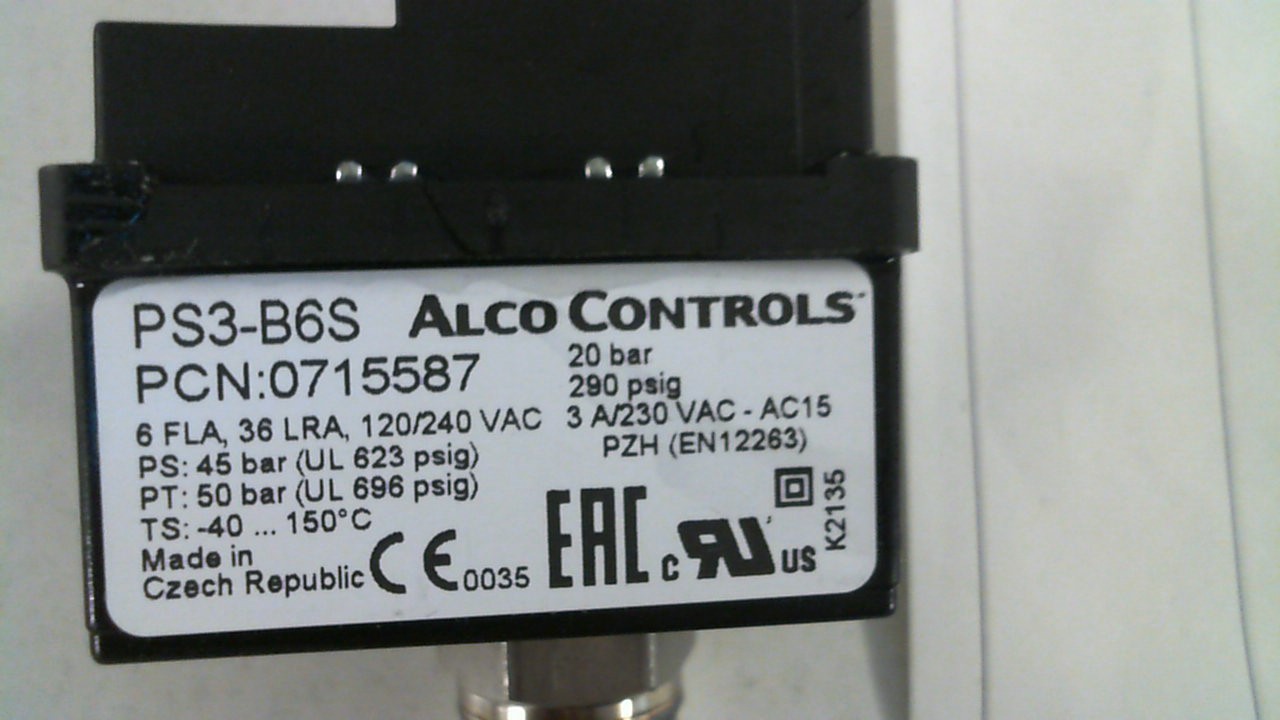 PS3-B6S ALCO CONTROLS
PCN:0715587
20 bar
290 psig
6 FLA, 36 LRA, 120/240 VAC 3 A/230 VAC - AC15
PZH (EN12263)
PS: 45 bar (UL 623 psig)
PT: 50 bar (UL 696 psig)
TS: -40 ... 150°C
Made in
Czech Republic CE 0035 EAC c RU US
K2135